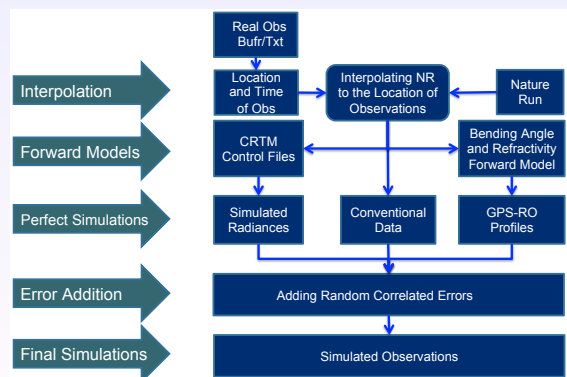 Real Obs
Bufr/Txt
Interpolation
Location
and Time
of Obs
Interpolating NR
to the Location of
Observations
Nature
Run
Forward Models
CRTM
Control Files
Bending Angle
and Refractivity
Forward Model
Perfect Simulations
Simulated
Radiances
Conventional
Data
GPS-RO
Profiles
Error Addition
Adding Random Correlated Errors
Final Simulations
Simulated Observations